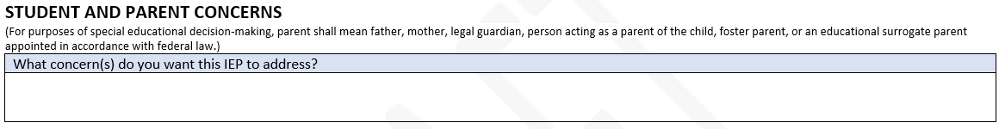 STUDENT AND PARENT CONCERNS
(For purposes of special educational decision-making, parent shall mean father, mother, legal guardian, person acting as a parent of the child, foster parent, or an educational surrogate parent
appointed in accordance with federal law.)
What concern(s) do you want this IEP to address?